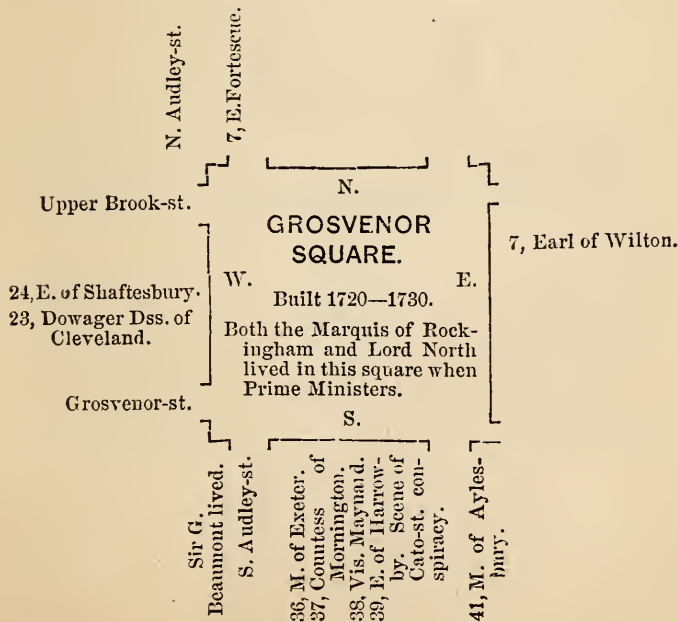 N. Audley-st.
7, E. Fortescue.
Upper Brook-st.
N.
GROSVENOR
SQUARE.
W.
E.
Built 1720—1730.
Both the Marquis of Rock-
ingham and Lord North
lived in this square when
Prime Ministers.
S.
7, Earl of Wilton.
24, E. of Shaftesbury.
23, Dowager Dss. of
Cleveland.
Grosvenor-st.
Sir G.
Beaumont lived.
S. Audley-st.
36, M. of Exeter.
37, Countess of
Mornington.
38, Vis. Maynard.
39, E. of Harrow-
by. Scene of
Cato-st. con-
spiracy.
41, M. of Ayles-
bury.